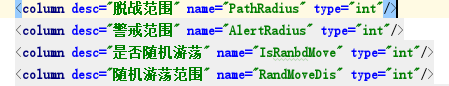 <column desc="脱战范围" name="PathRadius" type="int"/>
<column desc="警戒范围" name="AlertRadius" type="int"/>
<column desc="是否随机游荡" name="IsRanbdMove" type="int"/>
<column desc="随机游荡范围" name="RandMoveDis" type="int"/>